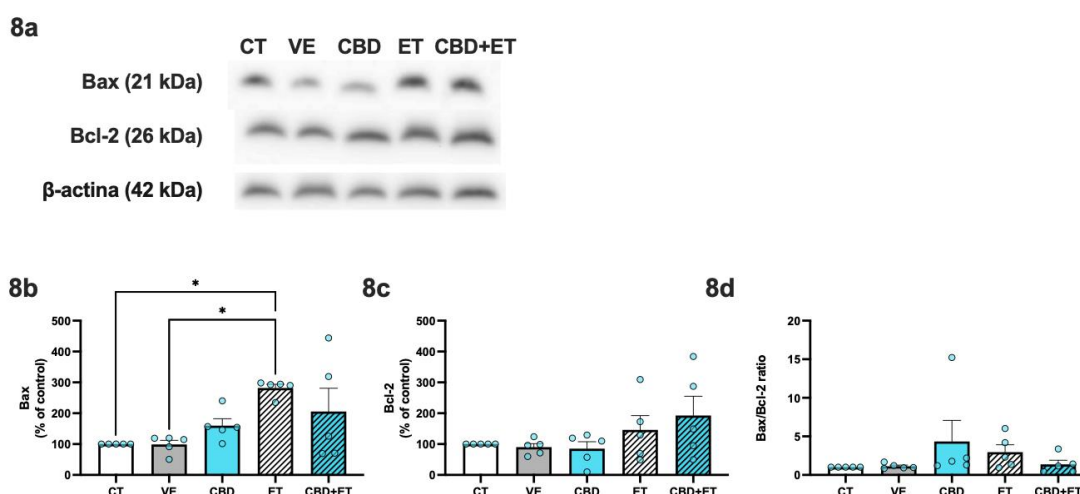 8a
CT VE CBD ET CBD+ET
Bax (21 kDa)
Bcl-2 (26 kDa)
β-actina (42 kDa)
8b
*
*
Bax
(% of control)
500
400
300
200
100
0
CT VE CBD ET CBD+ET
8c
Bcl-2
(% of control)
500
400
300
200
100
0
CT VE CBD ET CBD+ET
8d
Bax/Bcl-2 ratio
20
15
10
5
0
CT VE CBD ET CBD+ET